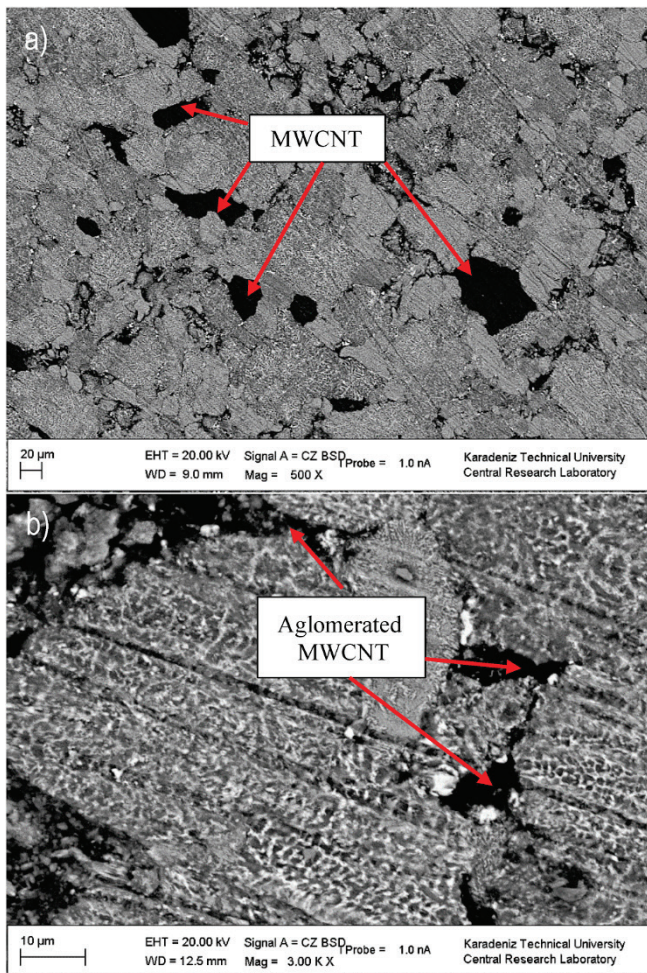 a)
MWCNT
20 µm
EHT = 20.00 kV Signal A = CZ BSD I Probe = 1.0 nA Karadeniz Technical University
WD = 9.0 mm Mag = 500 X Central Research Laboratory
b)
Aglomerated
MWCNT
10 µm
EHT = 20.00 kV Signal A = CZ BSD I Probe = 1.0 nA Karadeniz Technical University
WD = 12.5 mm Mag = 3.00 K X Central Research Laboratory